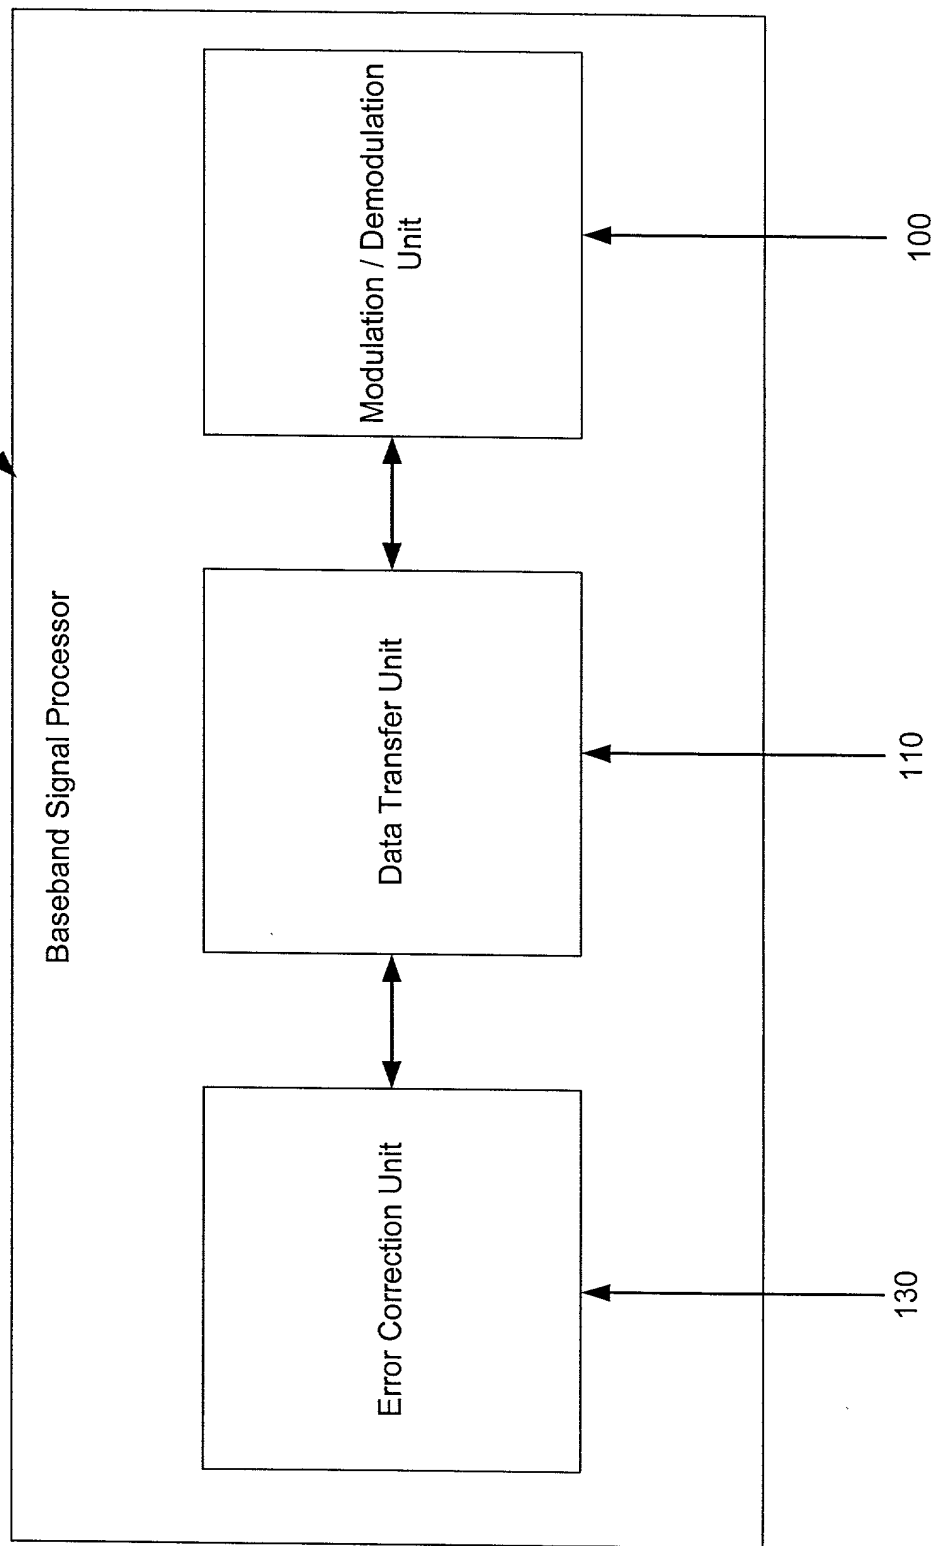 Baseband Signal Processor
Error Correction Unit
Data Transfer Unit
Modulation / Demodulation
Unit
130
110
100